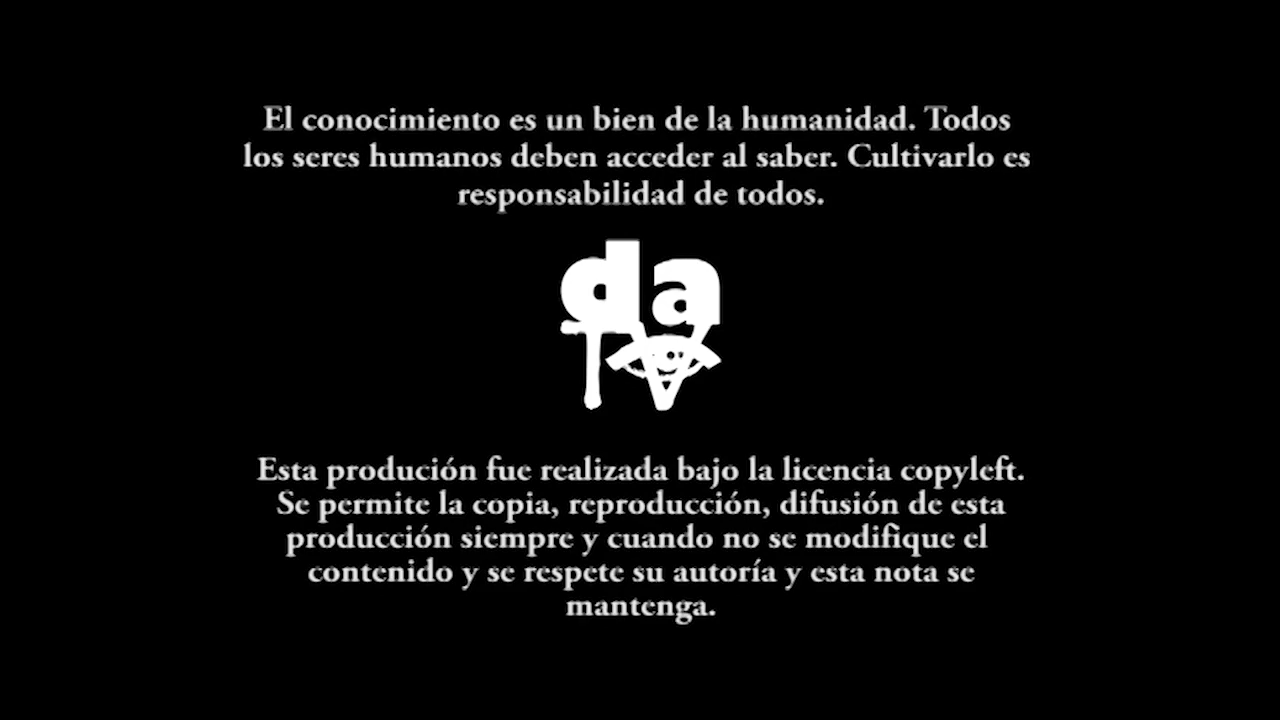 El conocimiento es un bien de la humanidad. Todos
los seres humanos deben acceder al saber. Cultivarlo es
responsabilidad de todos.
da
TV
Esta produción fue realizada bajo la licencia copyleft.
Se permite la copia, reproducción, difusión de esta
producción siempre y cuando no se modifique el
contenido y se respete su autoría y esta nota se
mantenga.